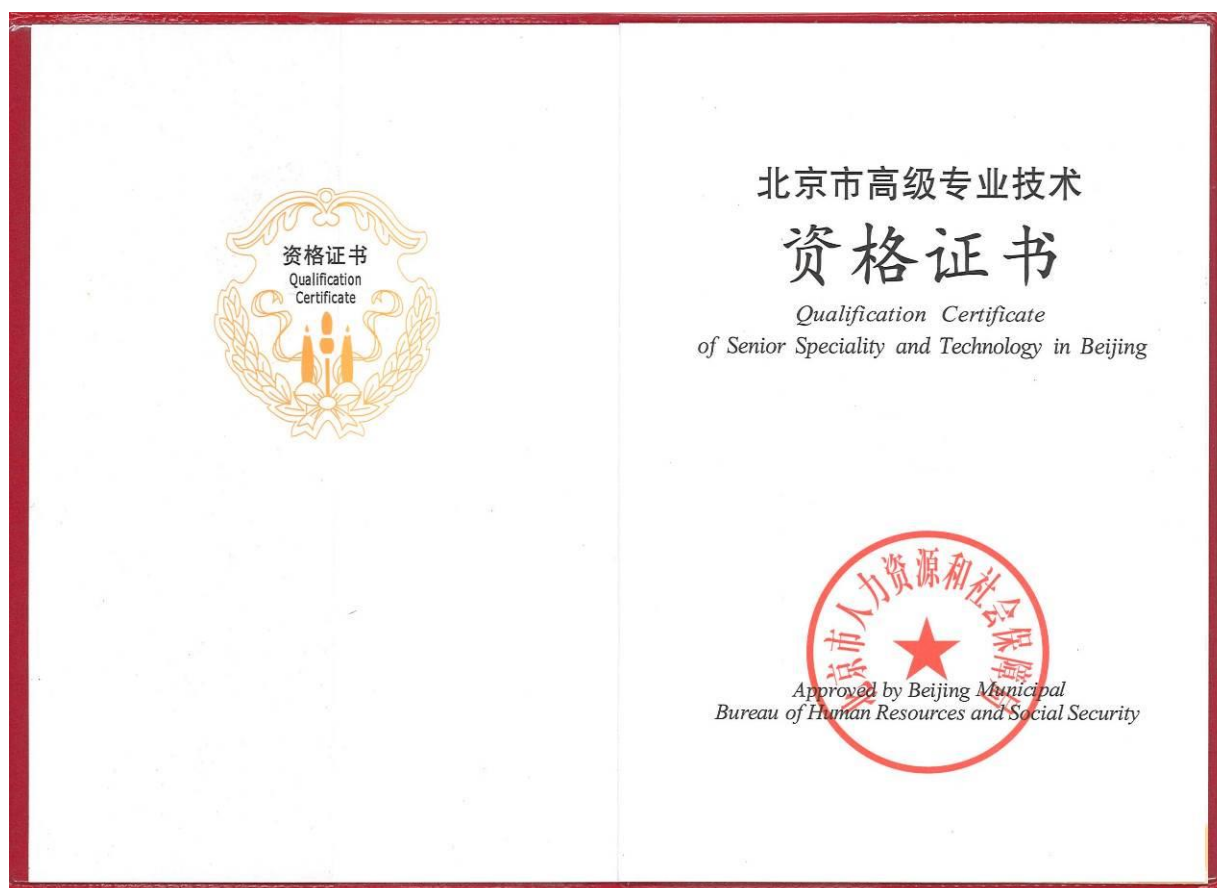 资格证书
Qualification
Certificate
北京市高级专业技术
资格证书
Qualification Certificate
of Senior Speciality and Technology in Beijing
北京市人力资源和社会保障局
Approved by Beijing Municipal
Bureau of Human Resources and Social Security